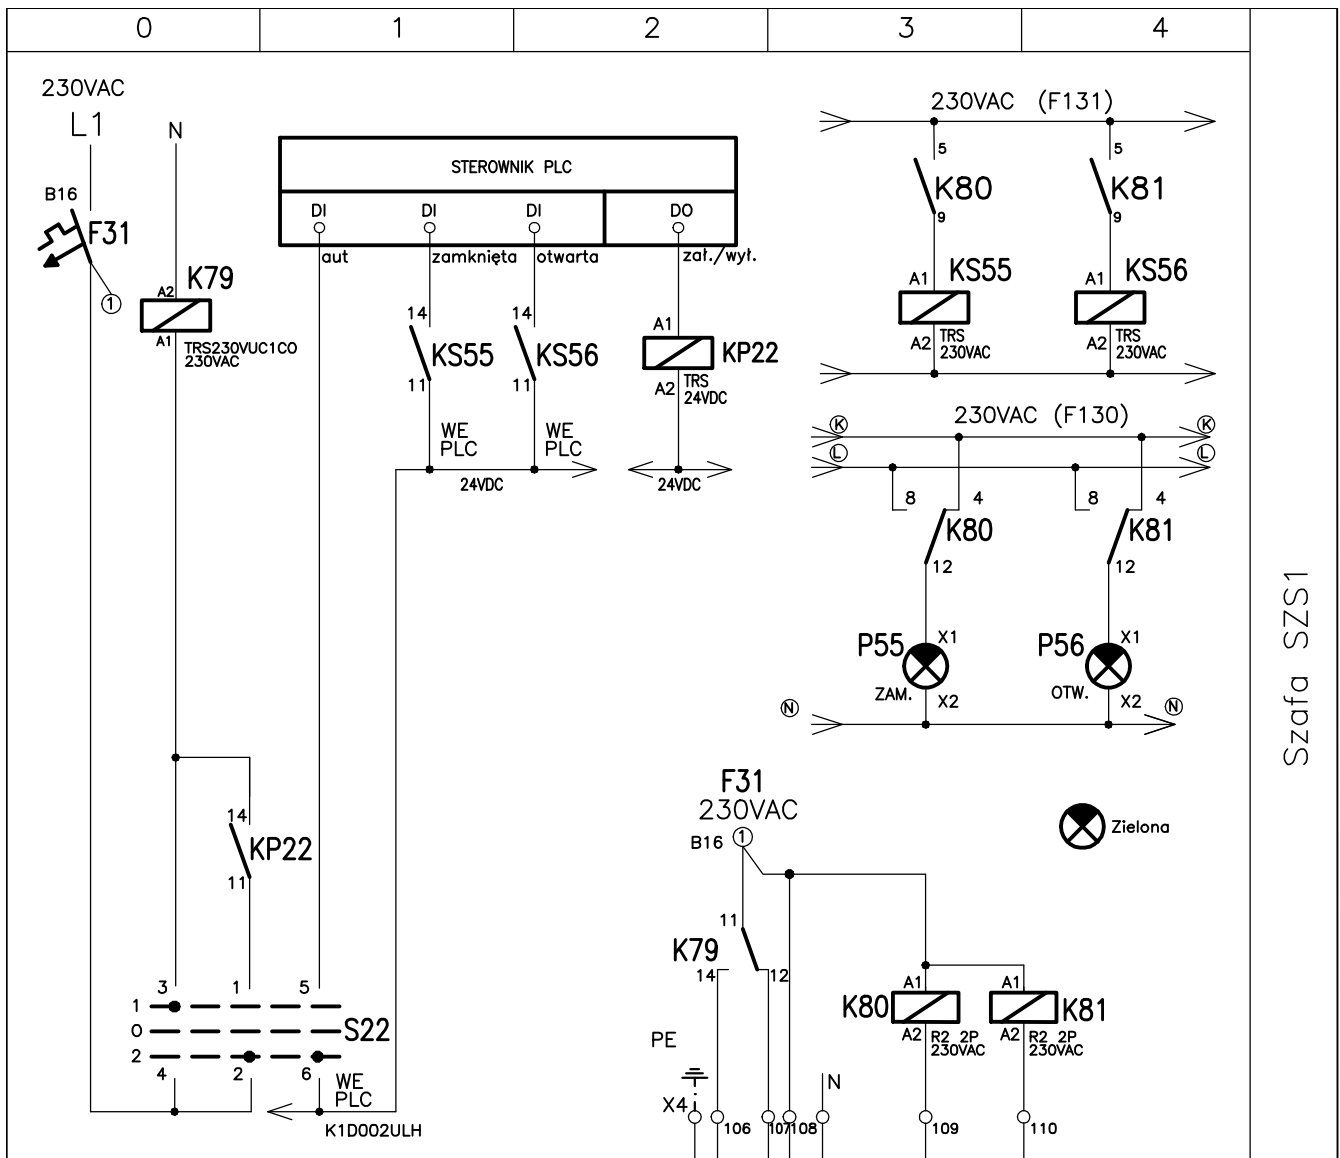 0 1 2 3 4
230VAC
L1
N
B16
F31
1
K79
A2
A1
TRS230VUC1CO
230VAC
STEROWNIK PLC
DI DI DI DO
aut zamknięta otwarta zał./wył.
14 14 A1
KS55 KS56 KP22
11 11 A2 TRS
24VDC
WE WE
PLC PLC
24VDC 24VDC
230VAC (F131)
5 5
K80 K81
9 9
A1 KS55 A1 KS56
A2 TRS A2 TRS
230VAC 230VAC
230VAC (F130)
K K
L L
8 4 8 4
K80 K81
12 12
P55 X1 P56 X1
ZAM. X2 OTW. X2
N N
Zielona
14
KP22
11
3 1 5
1
0 S22
2
4 2 6
WE
PLC
K1D002ULH
F31
230VAC
B16 1
11
K79
14 12
A1 A1
K80 K81
A2 R2 2P A2 R2 2P
230VAC 230VAC
PE
N
X4
106 107 108 109 110
Szafa SZS1